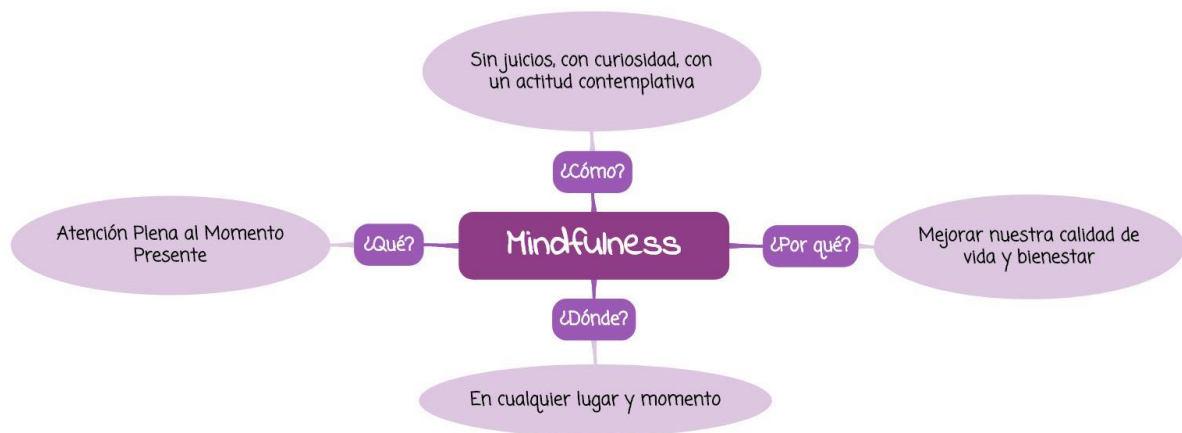 Sin juicios, con curiosidad, con
un actitud contemplativa
¿Cómo?
Atención Plena al Momento
Presente
¿Qué?
Mindfulness
¿Por qué?
Mejorar nuestra calidad de
vida y bienestar
¿Dónde?
En cualquier lugar y momento